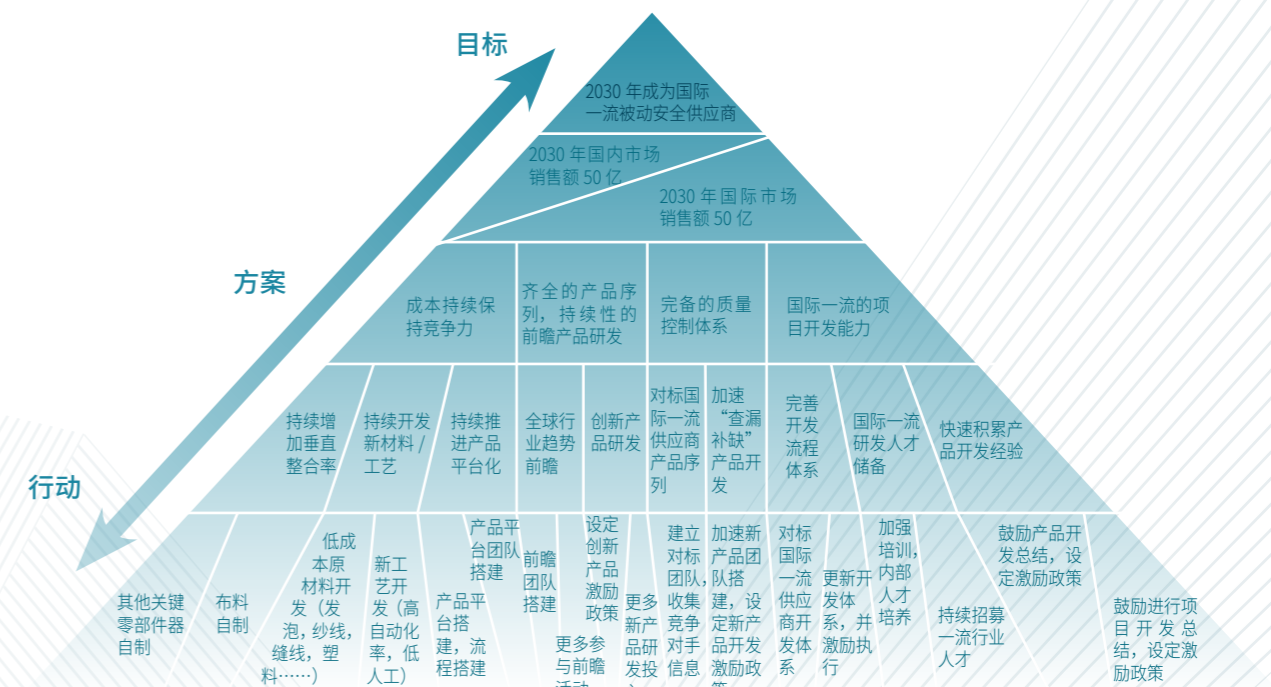 目标
2030 年成为国际
一流被动安全供应商
2030 年国内市场
销售额 50 亿
2030 年国际市场
销售额 50 亿
方案
成本持续保
持竞争力
齐全的产品序
列，持续性的
前瞻产品研发
完备的质量
控制体系
国际一流的项
目开发能力
行动
持续增
加垂直
整合率
持续开发
新材料 /
工艺
持续推
进产品
平台化
全球行
业趋势
前瞻
创新产
品研发
对标国
际一流
供应商
产品序
列
加速
“查漏
补缺”
产品开
发
完善
开发
流程
体系
国际一流
研发人才
储备
快速积累产
品开发经验
其他关键
零部件器
自制
布料
自制
低成
本原
材料开
发（发
泡，纱线，
缝线，塑
料……）
新工
艺开
发（高
自动化
率，低
人工）
产品平
台搭
建，流
程搭建
产品平
台团队
搭建
前瞻
团队
搭建
更多参
与前瞻
活动
设定
创新
产品
激励
政策
更多
新产
品研
发投
建立
对标
团队，
收集
竞争
对手
信息
加速新
产品团
队搭
建，设
定新产
品开发
激励政
策
对标
国际
一流
供应
商开
发体
系
更新开
发体
系，并
激励执
行
加强
培训，
内部
人才
培养
持续招募
一流行业
人才
鼓励产品开
发总结，设
定激励政策
鼓励进行项
目开发总
结，设定激
励政策